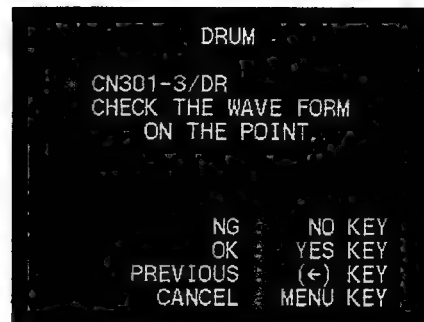 DRUM
* CN301-3/DR
CHECK THE WAVE FORM
ON THE POINT.
NG : NO KEY
OK : YES KEY
PREVIOUS : (←) KEY
CANCEL : MENU KEY